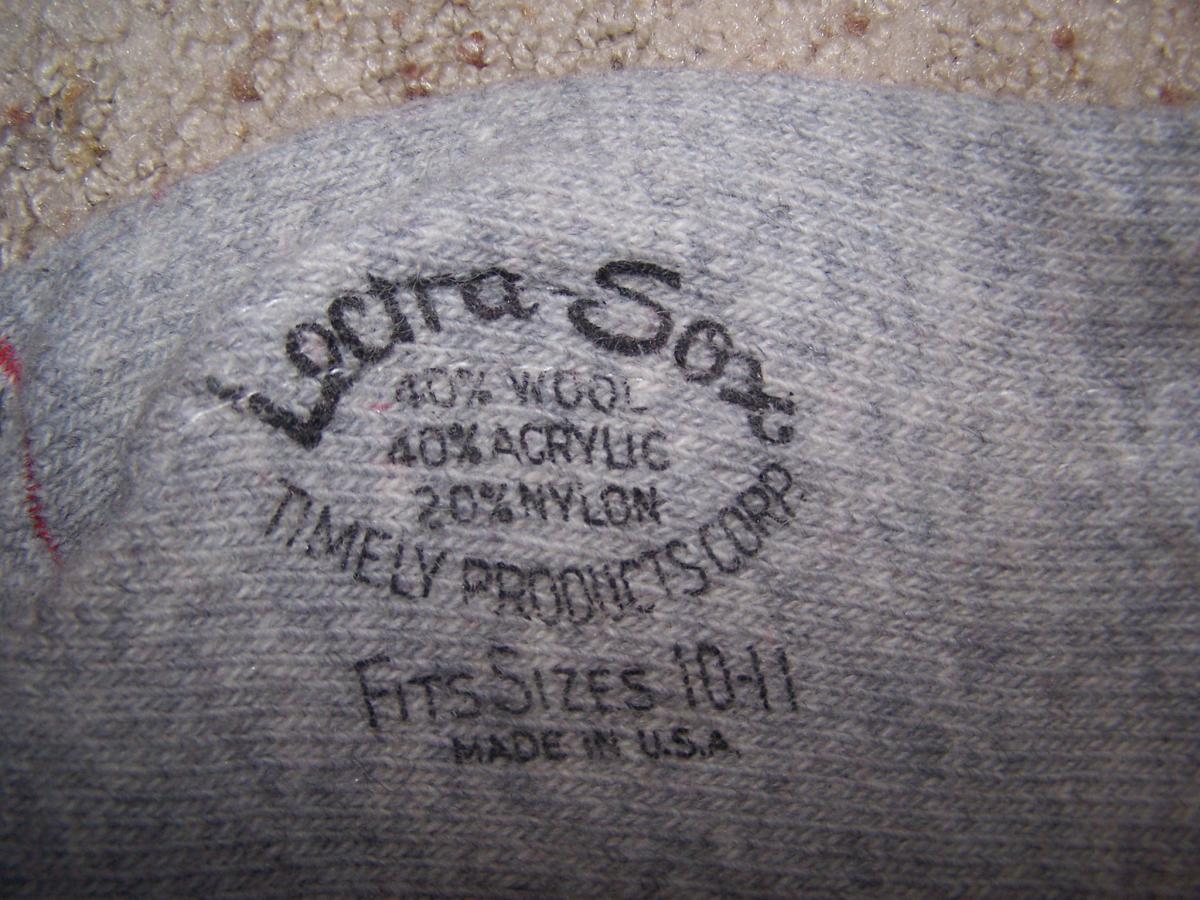 Lectra-Sox
40% WOOL
40% ACRYLIC
20% NYLON
TIMELY PRODUCTS CORP.
FITS SIZES 10-11
MADE IN U.S.A.